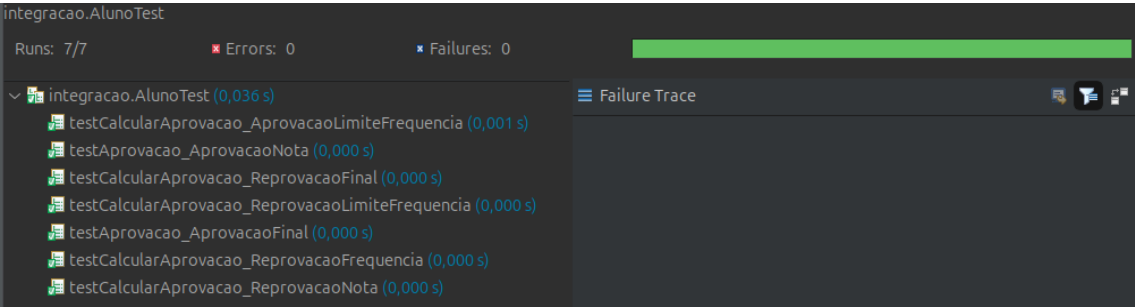 integracao.AlunoTest
Runs: 7/7 Errors: 0 Failures: 0
integracao.AlunoTest (0,036 s)
testCalcularAprovacao_AprovacaoLimiteFrequencia (0,001 s)
testAprovacao_AprovacaoNota (0,000 s)
testCalcularAprovacao_ReprovacaoFinal (0,000 s)
testCalcularAprovacao_ReprovacaoLimiteFrequencia (0,000 s)
testAprovacao_AprovacaoFinal (0,000 s)
testCalcularAprovacao_ReprovacaoFrequencia (0,000 s)
testCalcularAprovacao_ReprovacaoNota (0,000 s)
Failure Trace